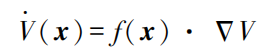 V̇(x) = f(x) · ∇V